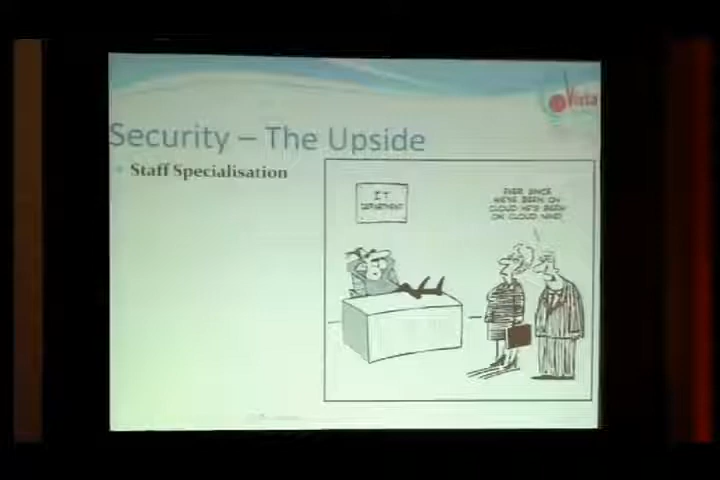 Vista
Security – The Upside
Staff Specialisation
I.T.
DEPARTMENT
EVER SINCE
WE'VE BEEN ON
CLOUD HE'S BEEN
ON CLOUD NINE!